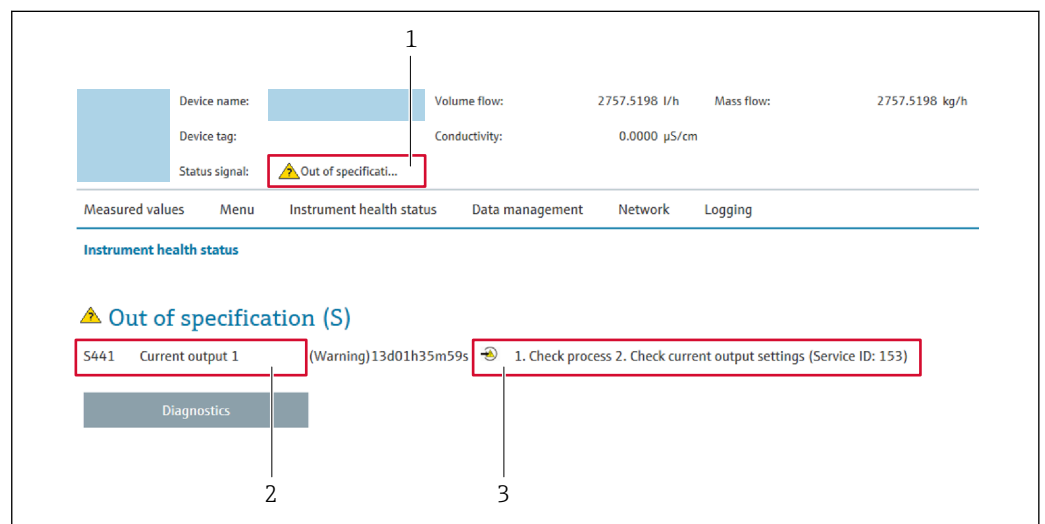 1
Device name: Volume flow: 2757.5198 l/h Mass flow: 2757.5198 kg/h
Device tag: Conductivity: 0.0000 µS/cm
Status signal: Out of specificati...
Measured values Menu Instrument health status Data management Network Logging
Instrument health status
Out of specification (S)
S441 Current output 1 (Warning)13d01h35m59s 1. Check process 2. Check current output settings (Service ID: 153)
Diagnostics
2 3